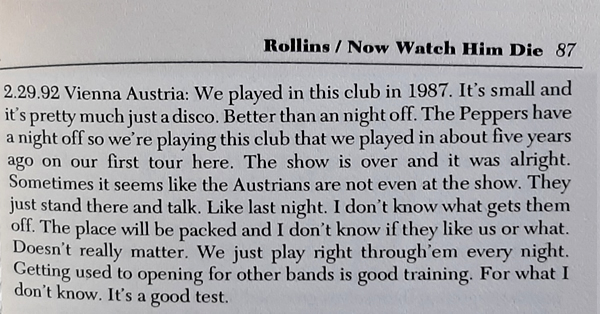 Rollins / Now Watch Him Die 87
2.29.92 Vienna Austria: We played in this club in 1987. It's small and
it's pretty much just a disco. Better than an night off. The Peppers have
a night off so we're playing this club that we played in about five years
ago on our first tour here. The show is over and it was alright.
Sometimes it seems like the Austrians are not even at the show. They
just stand there and talk. Like last night. I don't know what gets them
off. The place will be packed and I don't know if they like us or what.
Doesn't really matter. We just play right through'em every night.
Getting used to opening for other bands is good training. For what I
don't know. It's a good test.